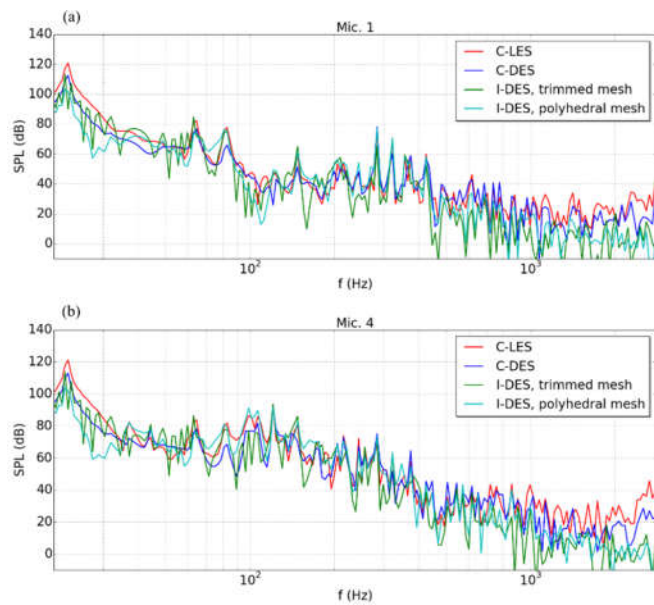 (a)
Mic. 1
140
120
100
80
60
40
20
0
SPL (dB)
C-LES
C-DES
I-DES, trimmed mesh
I-DES, polyhedral mesh
10²
10³
f (Hz)
(b)
Mic. 4
140
120
100
80
60
40
20
0
SPL (dB)
C-LES
C-DES
I-DES, trimmed mesh
I-DES, polyhedral mesh
10²
10³
f (Hz)